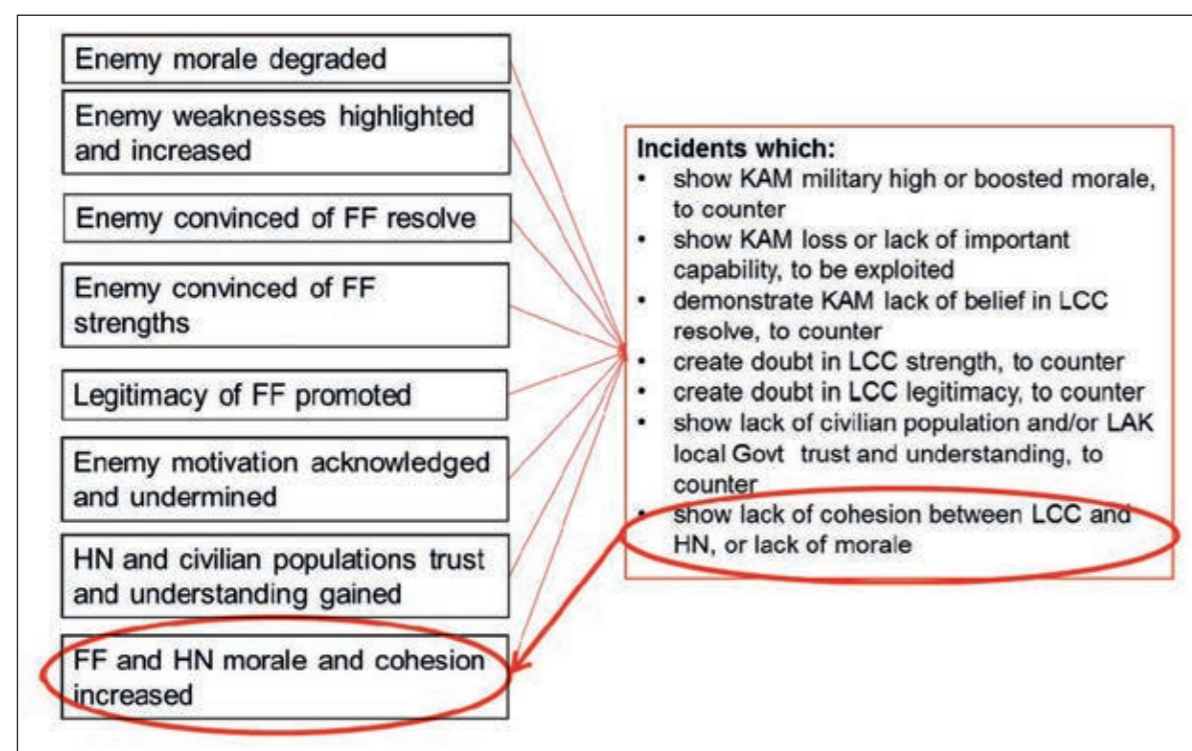 Enemy morale degraded
Enemy weaknesses highlighted
and increased
Enemy convinced of FF resolve
Enemy convinced of FF
strengths
Legitimacy of FF promoted
Enemy motivation acknowledged
and undermined
HN and civilian populations trust
and understanding gained
FF and HN morale and cohesion
increased
Incidents which:
• show KAM military high or boosted morale,
to counter
• show KAM loss or lack of important
capability, to be exploited
• demonstrate KAM lack of belief in LCC
resolve, to counter
• create doubt in LCC strength, to counter
• create doubt in LCC legitimacy, to counter
• show lack of civilian population and/or LAK
local Govt trust and understanding, to
counter
• show lack of cohesion between LCC and
HN, or lack of morale